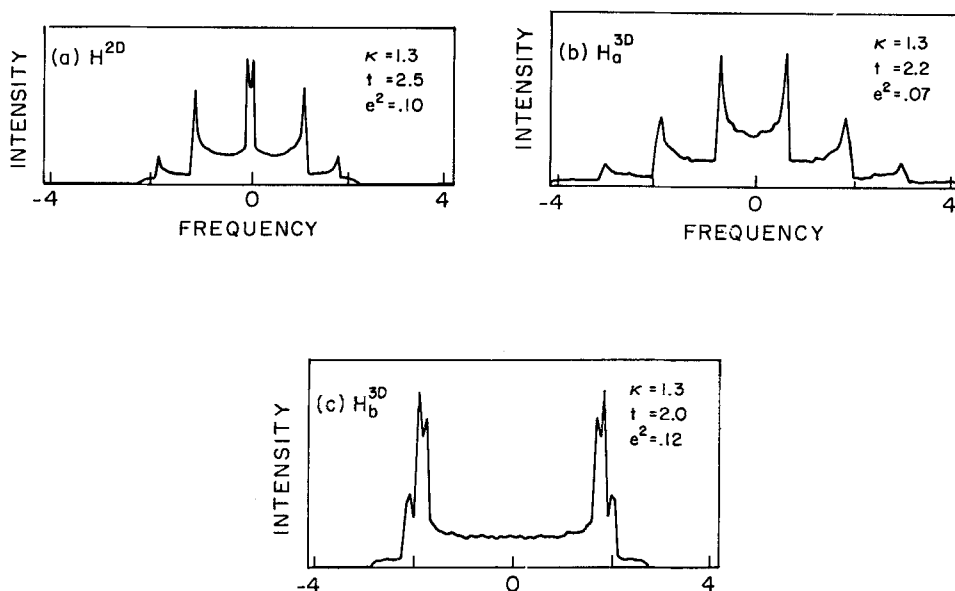 (a) H^2D
κ = 1.3
t = 2.5
e² = .10
INTENSITY
-4
0
4
FREQUENCY
(b) H_a^3D
κ = 1.3
t = 2.2
e² = .07
INTENSITY
-4
0
4
FREQUENCY
(c) H_b^3D
κ = 1.3
t = 2.0
e² = .12
INTENSITY
-4
0
4